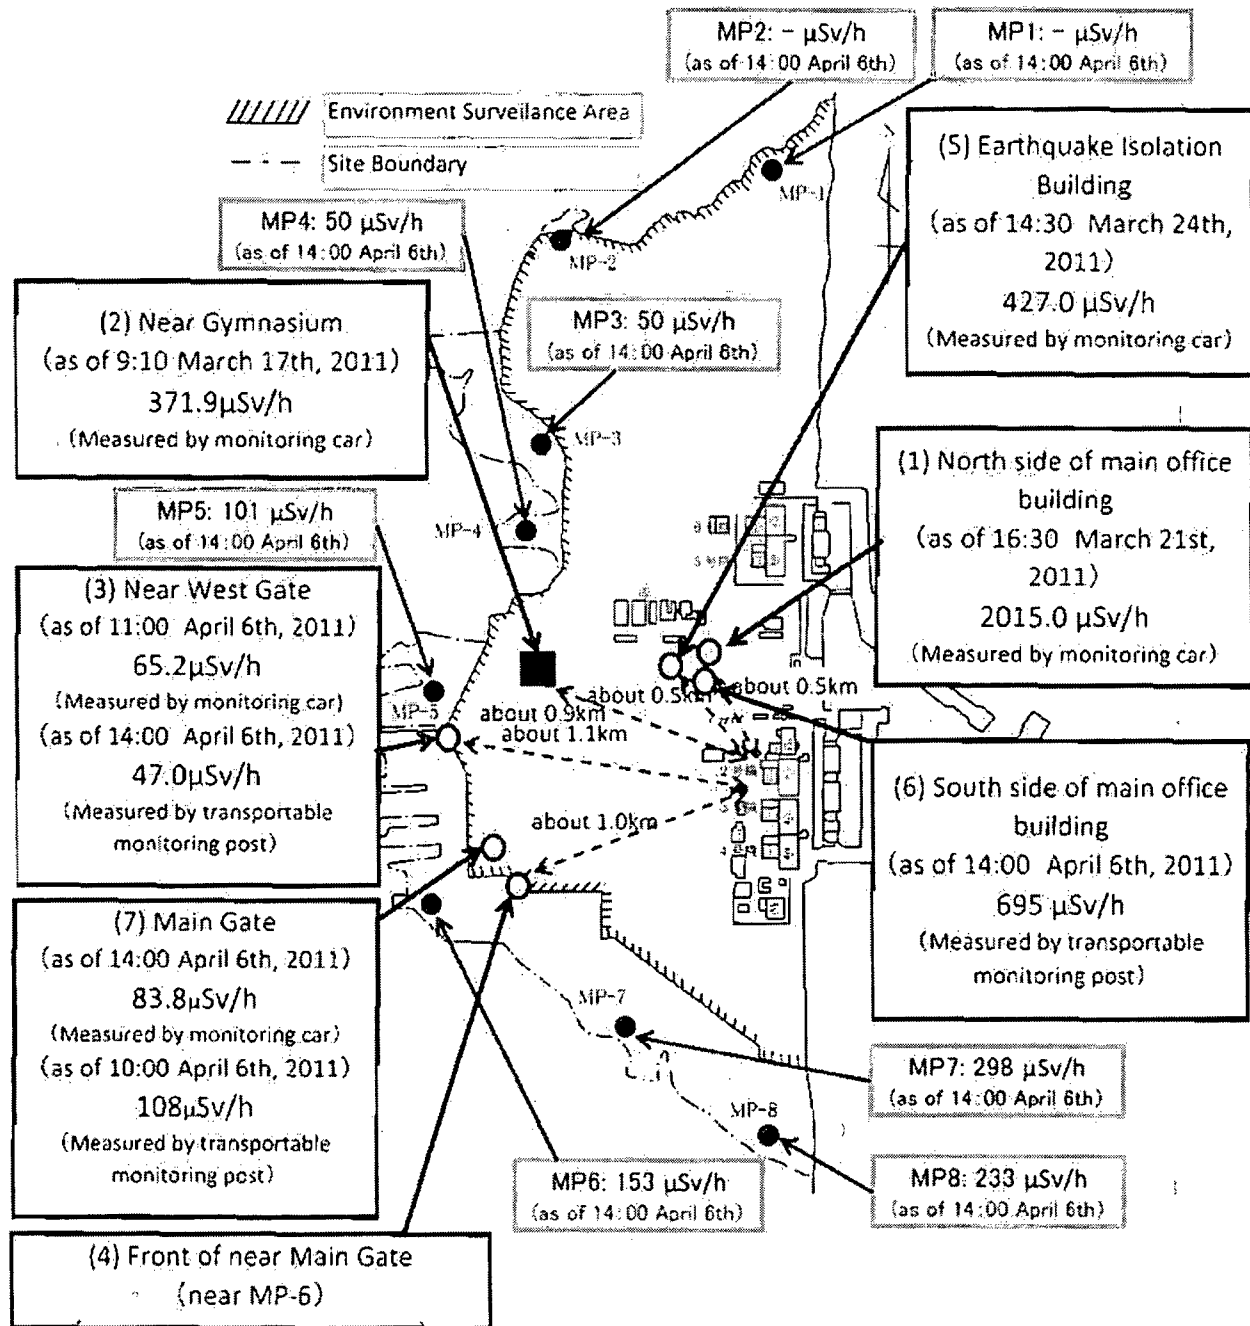 MP2: - μSv/h
(as of 14:00 April 6th)
MP1: - μSv/h
(as of 14:00 April 6th)
Environment Surveilance Area
Site Boundary
MP4: 50 μSv/h
(as of 14:00 April 6th)
(5) Earthquake Isolation
Building
(as of 14:30 March 24th,
2011)
427.0 μSv/h
(Measured by monitoring car)
MP-1
MP-2
(2) Near Gymnasium
(as of 9:10 March 17th, 2011)
371.9μSv/h
(Measured by monitoring car)
MP3: 50 μSv/h
(as of 14:00 April 6th)
MP-3
(1) North side of main office
building
(as of 16:30 March 21st,
2011)
2015.0 μSv/h
(Measured by monitoring car)
MP5: 101 μSv/h
(as of 14:00 April 6th)
MP-4
(3) Near West Gate
(as of 11:00 April 6th, 2011)
65.2μSv/h
(Measured by monitoring car)
(as of 14:00 April 6th, 2011)
47.0μSv/h
(Measured by transportable
monitoring post)
MP-5
about 0.5km
about 0.5km
about 0.9km
about 1.1km
about 1.0km
(6) South side of main office
building
(as of 14:00 April 6th, 2011)
695 μSv/h
(Measured by transportable
monitoring post)
(7) Main Gate
(as of 14:00 April 6th, 2011)
83.8μSv/h
(Measured by monitoring car)
(as of 10:00 April 6th, 2011)
108μSv/h
(Measured by transportable
monitoring post)
MP-7
MP7: 298 μSv/h
(as of 14:00 April 6th)
MP-8
MP6: 153 μSv/h
(as of 14:00 April 6th)
MP8: 233 μSv/h
(as of 14:00 April 6th)
(4) Front of near Main Gate
(near MP-6)